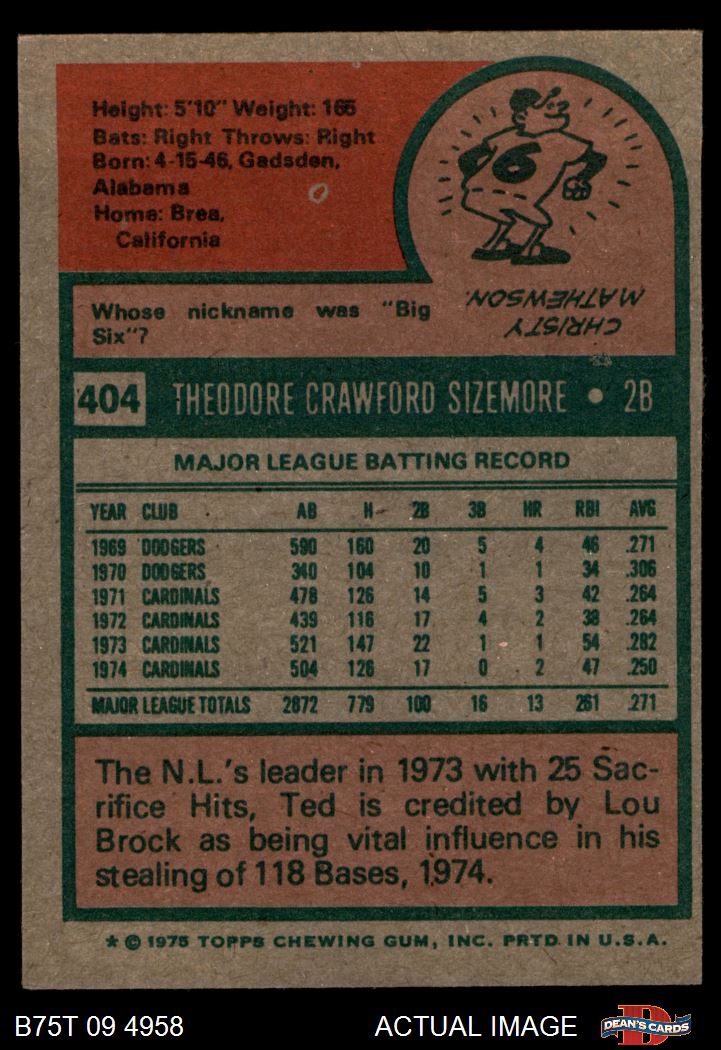 Height: 5'10" Weight: 165
Bats: Right Throws: Right
Born: 4-15-46, Gadsden,
Alabama
Home: Brea,
California
6
Whose nickname was "Big
Six"?
CHRISTY
MATHEWSON.
404 THEODORE CRAWFORD SIZEMORE • 2B
MAJOR LEAGUE BATTING RECORD
YEAR CLUB AB H 2B 3B HR RBI AVG
1969 DODGERS 590 160 20 5 4 46 .271
1970 DODGERS 340 104 10 1 1 34 .306
1971 CARDINALS 478 126 14 5 3 42 .264
1972 CARDINALS 439 116 17 4 2 38 .264
1973 CARDINALS 521 147 22 1 1 54 .282
1974 CARDINALS 504 126 17 0 2 47 .250
MAJOR LEAGUE TOTALS 2872 779 100 16 13 261 .271
The N.L.'s leader in 1973 with 25 Sac-
rifice Hits, Ted is credited by Lou
Brock as being vital influence in his
stealing of 118 Bases, 1974.
* © 1975 TOPPS CHEWING GUM, INC. PRTD. IN U.S.A.
B75T 09 4958 ACTUAL IMAGE D DEAN'S CARDS